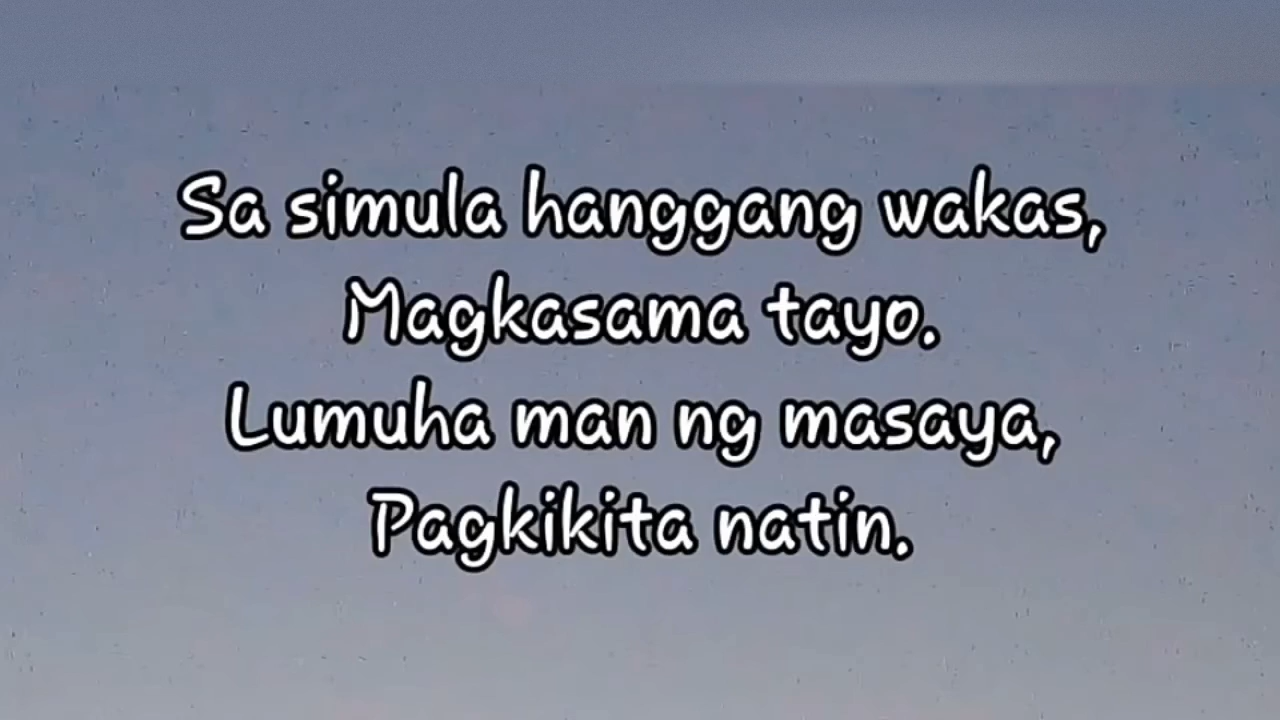 Sa simula hanggang wakas,
Magkasama tayo.
Lumuha man ng masaya,
Pagkikita natin.